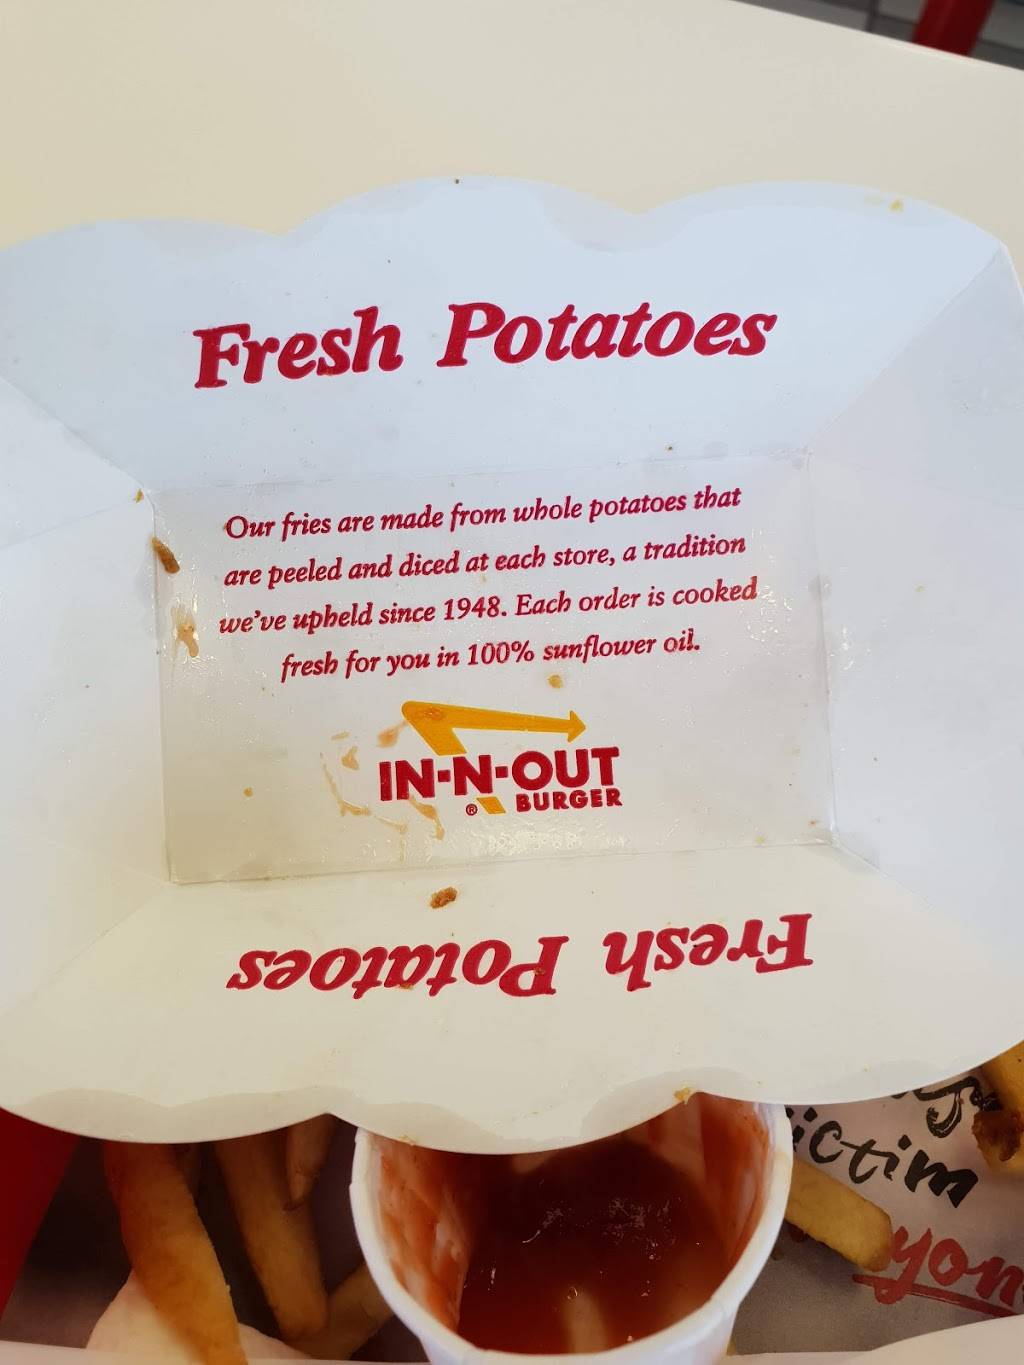 Fresh Potatoes
Our fries are made from whole potatoes that
are peeled and diced at each store, a tradition
we've upheld since 1948. Each order is cooked
fresh for you in 100% sunflower oil.
IN-N-OUT
® BURGER
Fresh Potatoes